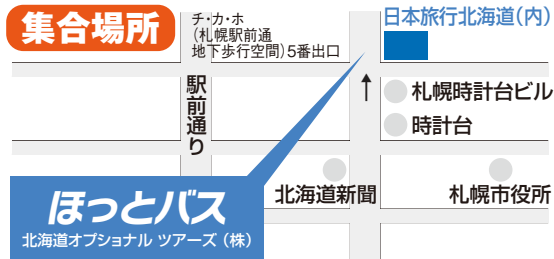 集合場所
チ・カ・ホ
（札幌駅前通
地下歩行空間）5番出口
日本旅行北海道（内）
駅前通り
札幌時計台ビル
時計台
北海道新聞
札幌市役所
ほっとバス
北海道オプショナル ツアーズ（株）